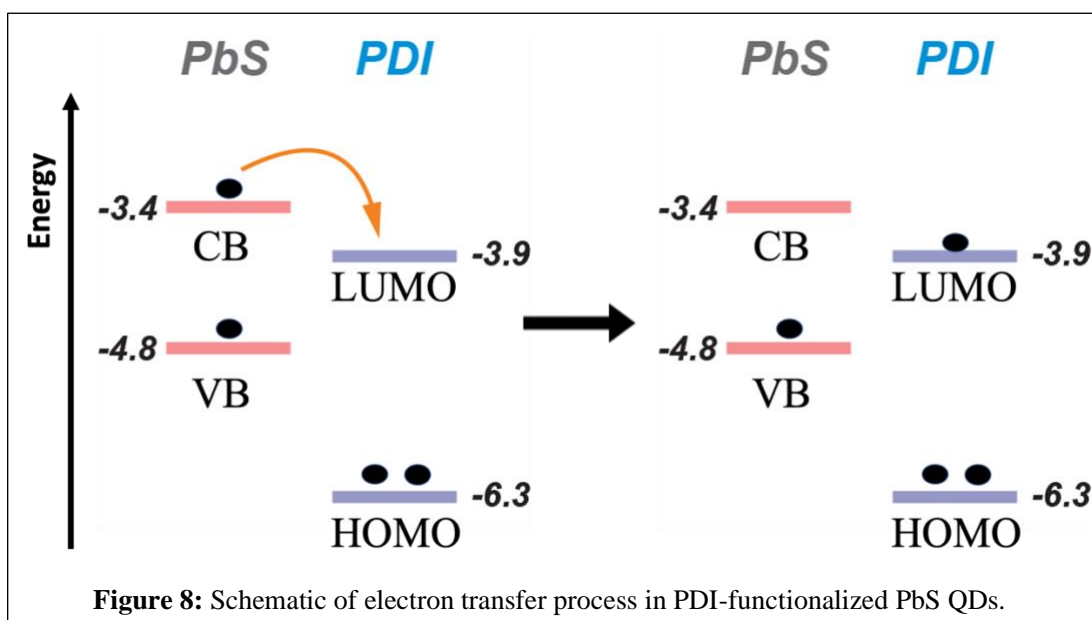 PbS PDI PbS PDI
Energy
-3.4 -3.4
CB CB
-3.9 -3.9
LUMO LUMO
-4.8 -4.8
VB VB
-6.3 -6.3
HOMO HOMO
Figure 8: Schematic of electron transfer process in PDI-functionalized PbS QDs.